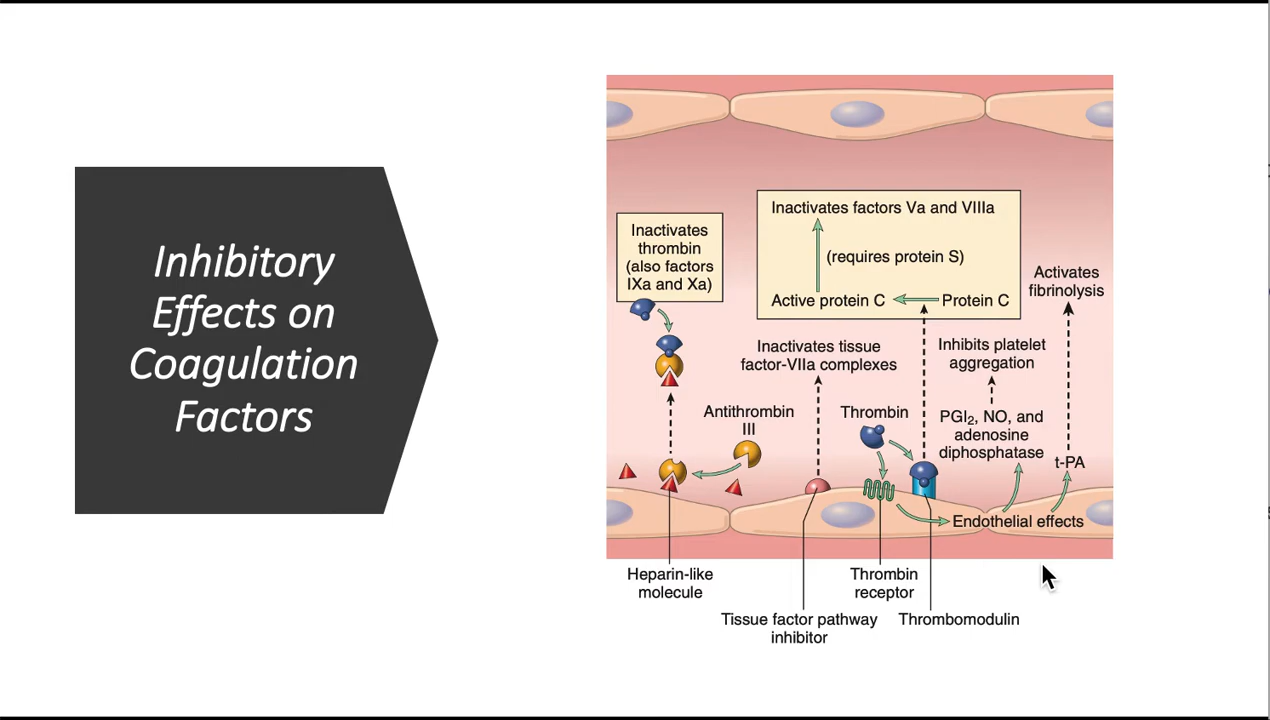 Inhibitory
Effects on
Coagulation
Factors
Inactivates
thrombin
(also factors
IXa and Xa)
Inactivates factors Va and VIIIa
(requires protein S)
Active protein C
Protein C
Activates
fibrinolysis
Inactivates tissue
factor-VIIa complexes
Inhibits platelet
aggregation
Antithrombin
III
Thrombin
PGI₂, NO, and
adenosine
diphosphatase
t-PA
Endothelial effects
Heparin-like
molecule
Thrombin
receptor
Tissue factor pathway
inhibitor
Thrombomodulin